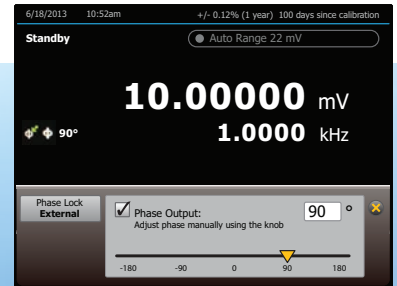 6/18/2013 10:52am +/- 0.12% (1 year) 100 days since calibration
Standby Auto Range 22 mV
10.00000 mV
90° 1.0000 kHz
Phase Lock
External
Phase Output: 90 °
Adjust phase manually using the knob
-180 -90 0 90 180